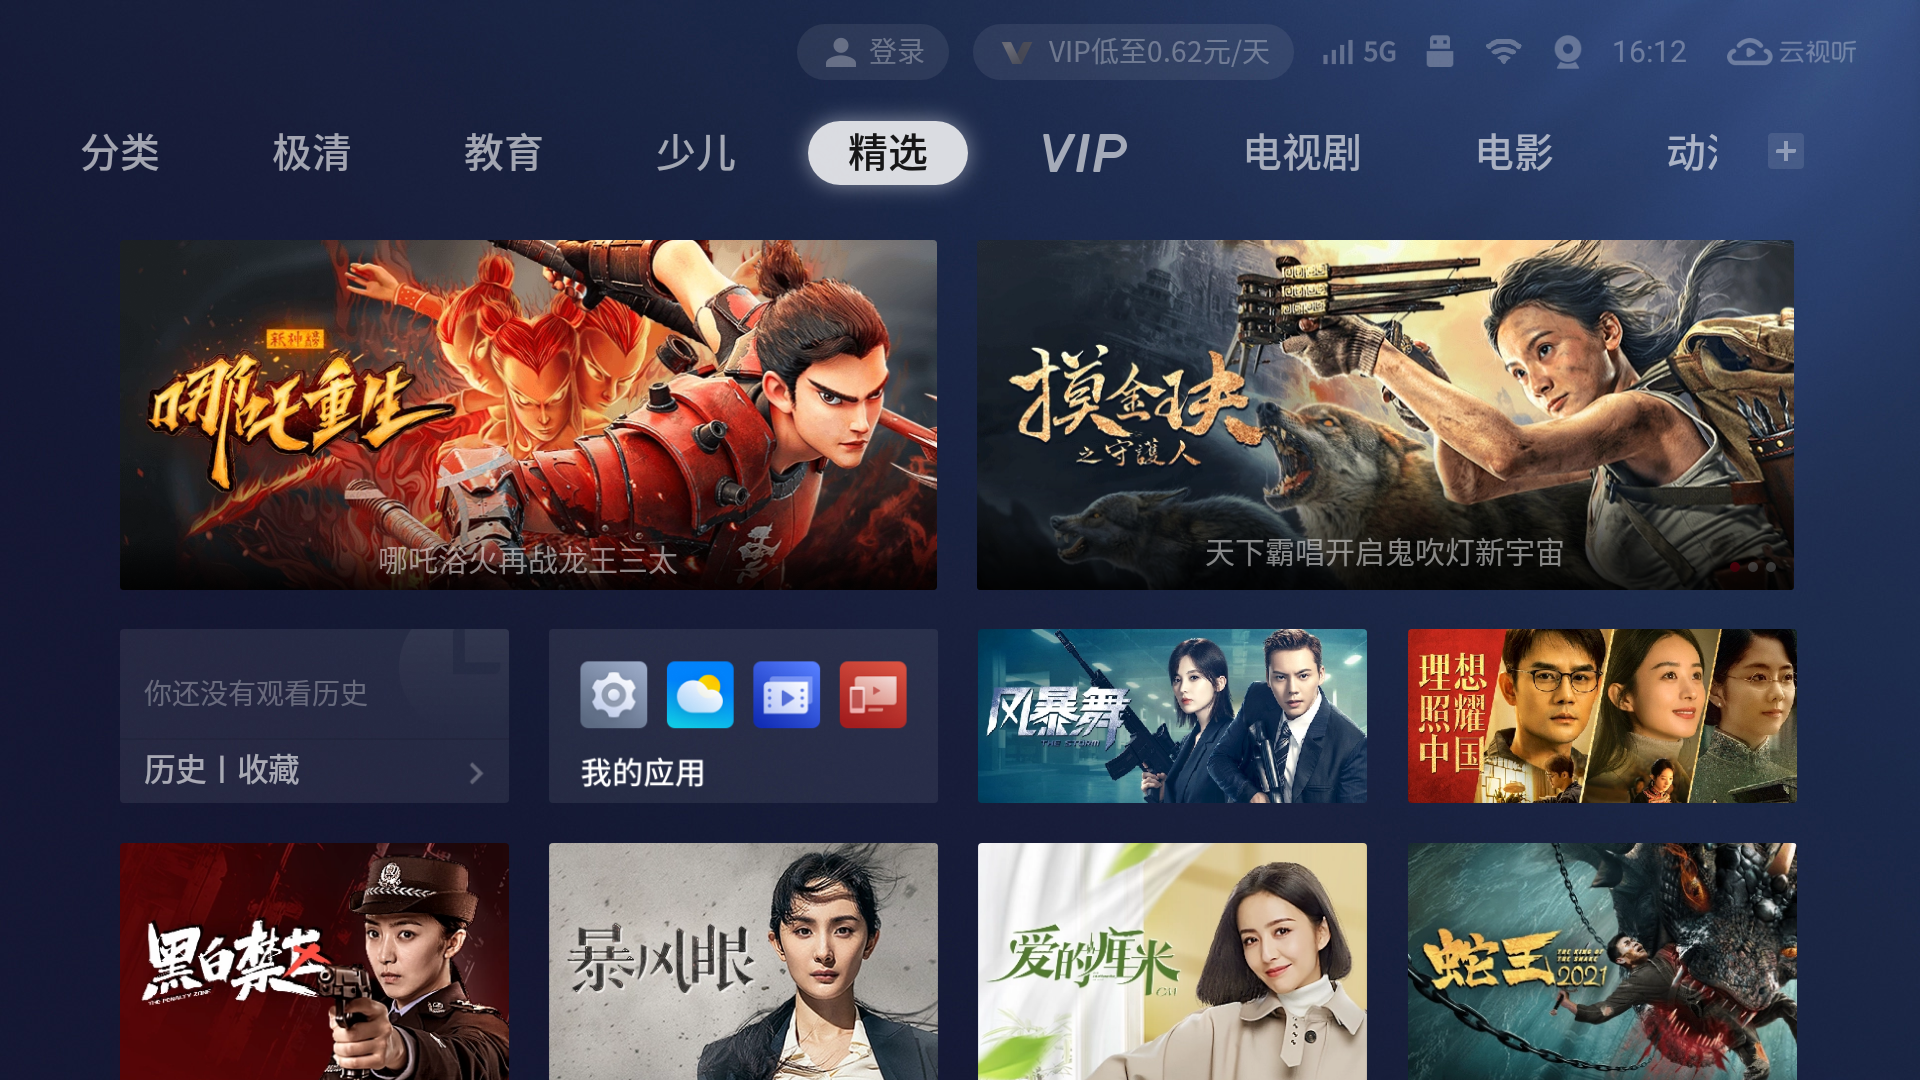 登录
VIP低至0.62元/天
5G
16:12
云视听
分类
极清
教育
少儿
精选
VIP
电视剧
电影
新神榜
哪吒重生
哪吒浴火再战龙王三太
摸金玦
之守護人
天下霸唱开启鬼吹灯新宇宙
你还没有观看历史
历史丨收藏
我的应用
风暴舞
THE STORM
理想
照耀
中国
黑白禁区
THE PENALTY ZONE
暴风眼
爱的厘米
CM
蛇王
THE KING OF
THE SNAKE
2021